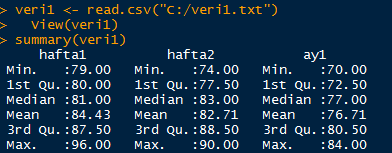 > veri1 <- read.csv("C:/veri1.txt")
> View(veri1)
> summary(veri1)
hafta1 hafta2 ay1
Min. :79.00 Min. :74.00 Min. :70.00
1st Qu.:80.00 1st Qu.:77.50 1st Qu.:72.50
Median :81.00 Median :83.00 Median :77.00
Mean :84.43 Mean :82.71 Mean :76.71
3rd Qu.:87.50 3rd Qu.:88.50 3rd Qu.:80.50
Max. :96.00 Max. :90.00 Max. :84.00